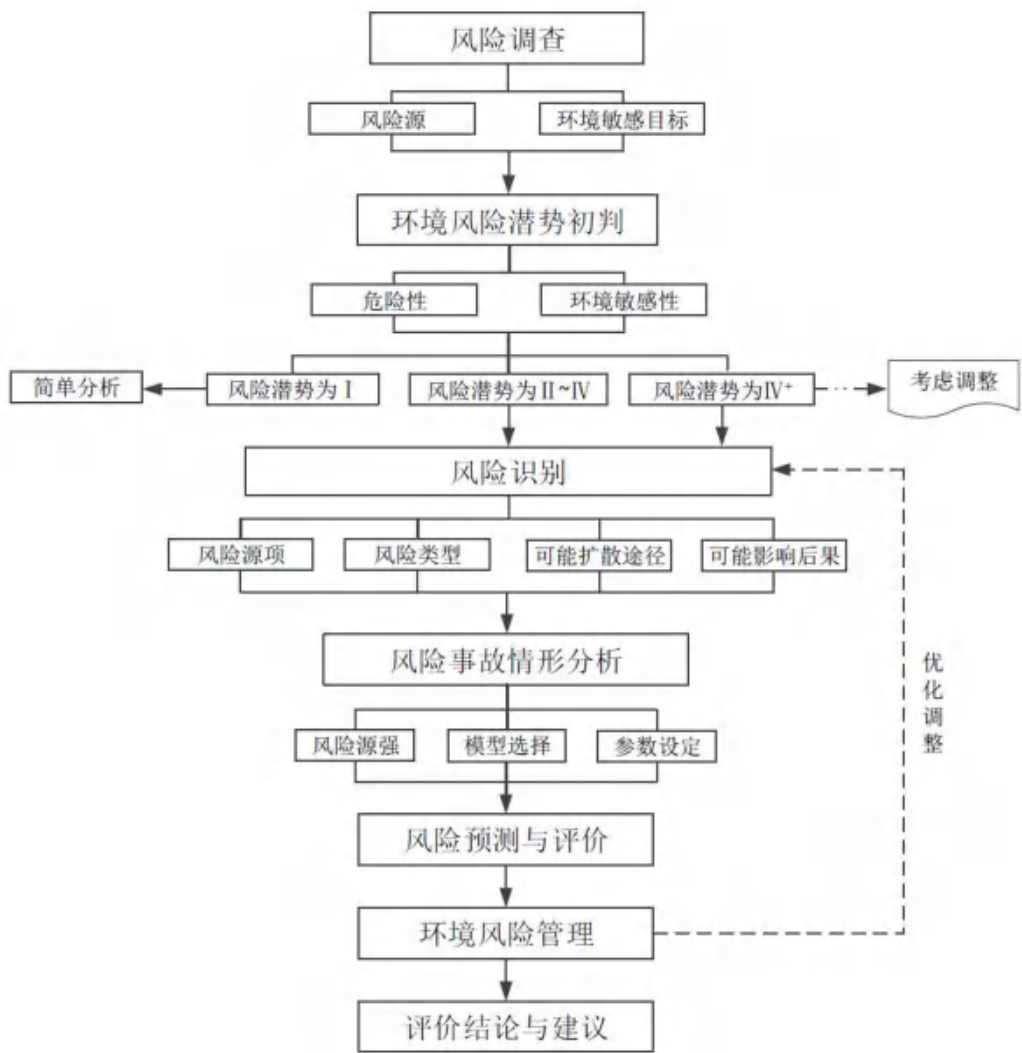 风险调查
风险源
环境敏感目标
环境风险潜势初判
危险性
环境敏感性
简单分析
风险潜势为Ⅰ
风险潜势为Ⅱ~Ⅳ
风险潜势为Ⅳ⁺
考虑调整
风险识别
风险源项
风险类型
可能扩散途径
可能影响后果
风险事故情形分析
优化调整
风险源强
模型选择
参数设定
风险预测与评价
环境风险管理
评价结论与建议